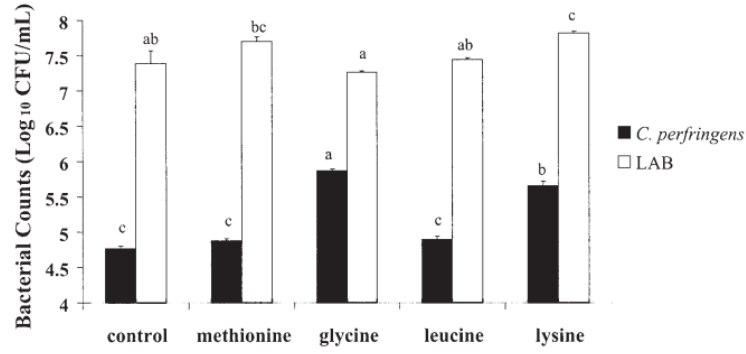 8
7.5
7
6.5
6
5.5
5
4.5
4
Bacterial Counts (Log10 CFU/mL)
c ab
c bc
a a
c ab
b c
control methionine glycine leucine lysine
C. perfringens
LAB